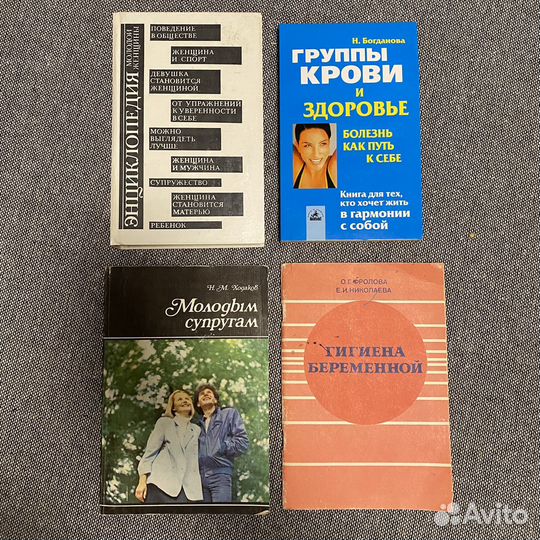 ЭНЦИКЛОПЕДИЯ
МОЛОДОЙ
ЖЕНЩИНЫ
ПОВЕДЕНИЕ
В ОБЩЕСТВЕ
ЖЕНЩИНА
И СПОРТ
ДЕВУШКА
СТАНОВИТСЯ
ЖЕНЩИНОЙ
ОТ УПРАЖНЕНИЙ
К УВЕРЕННОСТИ
В СЕБЕ
МОЖНО
ВЫГЛЯДЕТЬ
ЛУЧШЕ
ЖЕНЩИНА
И МУЖЧИНА
СУПРУЖЕСТВО
ЖЕНЩИНА
СТАНОВИТСЯ
МАТЕРЬЮ
РЕБЕНОК
Н. Богданова
ГРУППЫ
КРОВИ
И
ЗДОРОВЬЕ
БОЛЕЗНЬ
КАК ПУТЬ
К СЕБЕ
Книга для тех,
кто хочет жить
в гармонии
с собой
Н. М. Ходаков
Молодым
супругам
О.Г. ФРОЛОВА
Е.И. НИКОЛАЕВА
ГИГИЕНА
БЕРЕМЕННОЙ
Avito